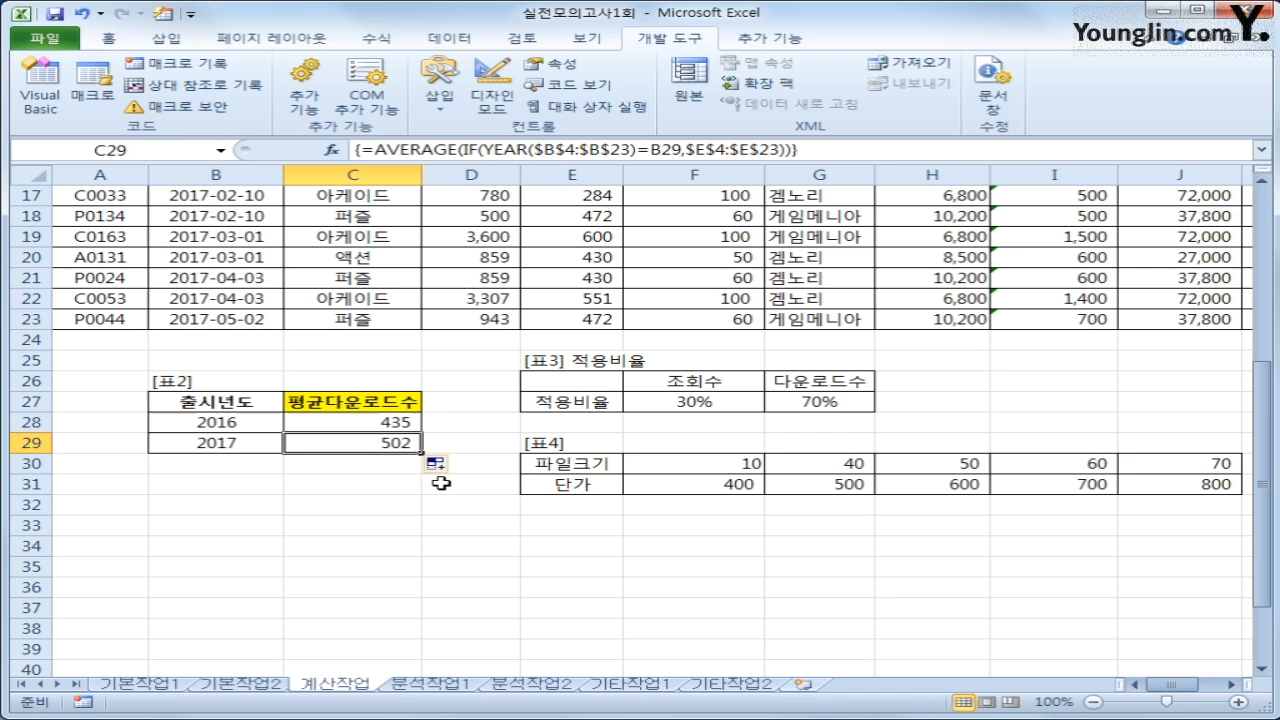 실전모의고사1회 - Microsoft Excel
YoungJin.com Y.
파일 홈 삽입 페이지 레이아웃 수식 데이터 검토 보기 개발 도구 추가 기능
Visual Basic
매크로
매크로 기록
상대 참조로 기록
매크로 보안
코드
추가 기능
COM 추가 기능
추가 기능
삽입
디자인 모드
속성
코드 보기
대화 상자 실행
컨트롤
원본
맵 속성
확장 팩
데이터 새로 고침
가져오기
내보내기
XML
문서 창
수정
C29 fx {=AVERAGE(IF(YEAR($B$4:$B$23)=B29,$E$4:$E$23))}
A B C D E F G H I J
17 C0033 2017-02-10 아케이드 780 284 100 겜노리 6,800 500 72,000
18 P0134 2017-02-10 퍼즐 500 472 60 게임메니아 10,200 500 37,800
19 C0163 2017-03-01 아케이드 3,600 600 100 게임메니아 6,800 1,500 72,000
20 A0131 2017-03-01 액션 859 430 50 겜노리 8,500 600 27,000
21 P0024 2017-04-03 퍼즐 859 430 60 겜노리 10,200 600 37,800
22 C0053 2017-04-03 아케이드 3,307 551 100 겜노리 6,800 1,400 72,000
23 P0044 2017-05-02 퍼즐 943 472 60 게임메니아 10,200 700 37,800
24
25 [표3] 적용비율
26 [표2] 조회수 다운로드수
27 출시년도 평균다운로드수 적용비율 30% 70%
28 2016 435
29 2017 502 [표4]
30 파일크기 10 40 50 60 70
31 단가 400 500 600 700 800
32
33
34
35
36
37
38
39
40
기본작업1 기본작업2 계산작업 분석작업1 분석작업2 기타작업1 기타작업2
준비 100%